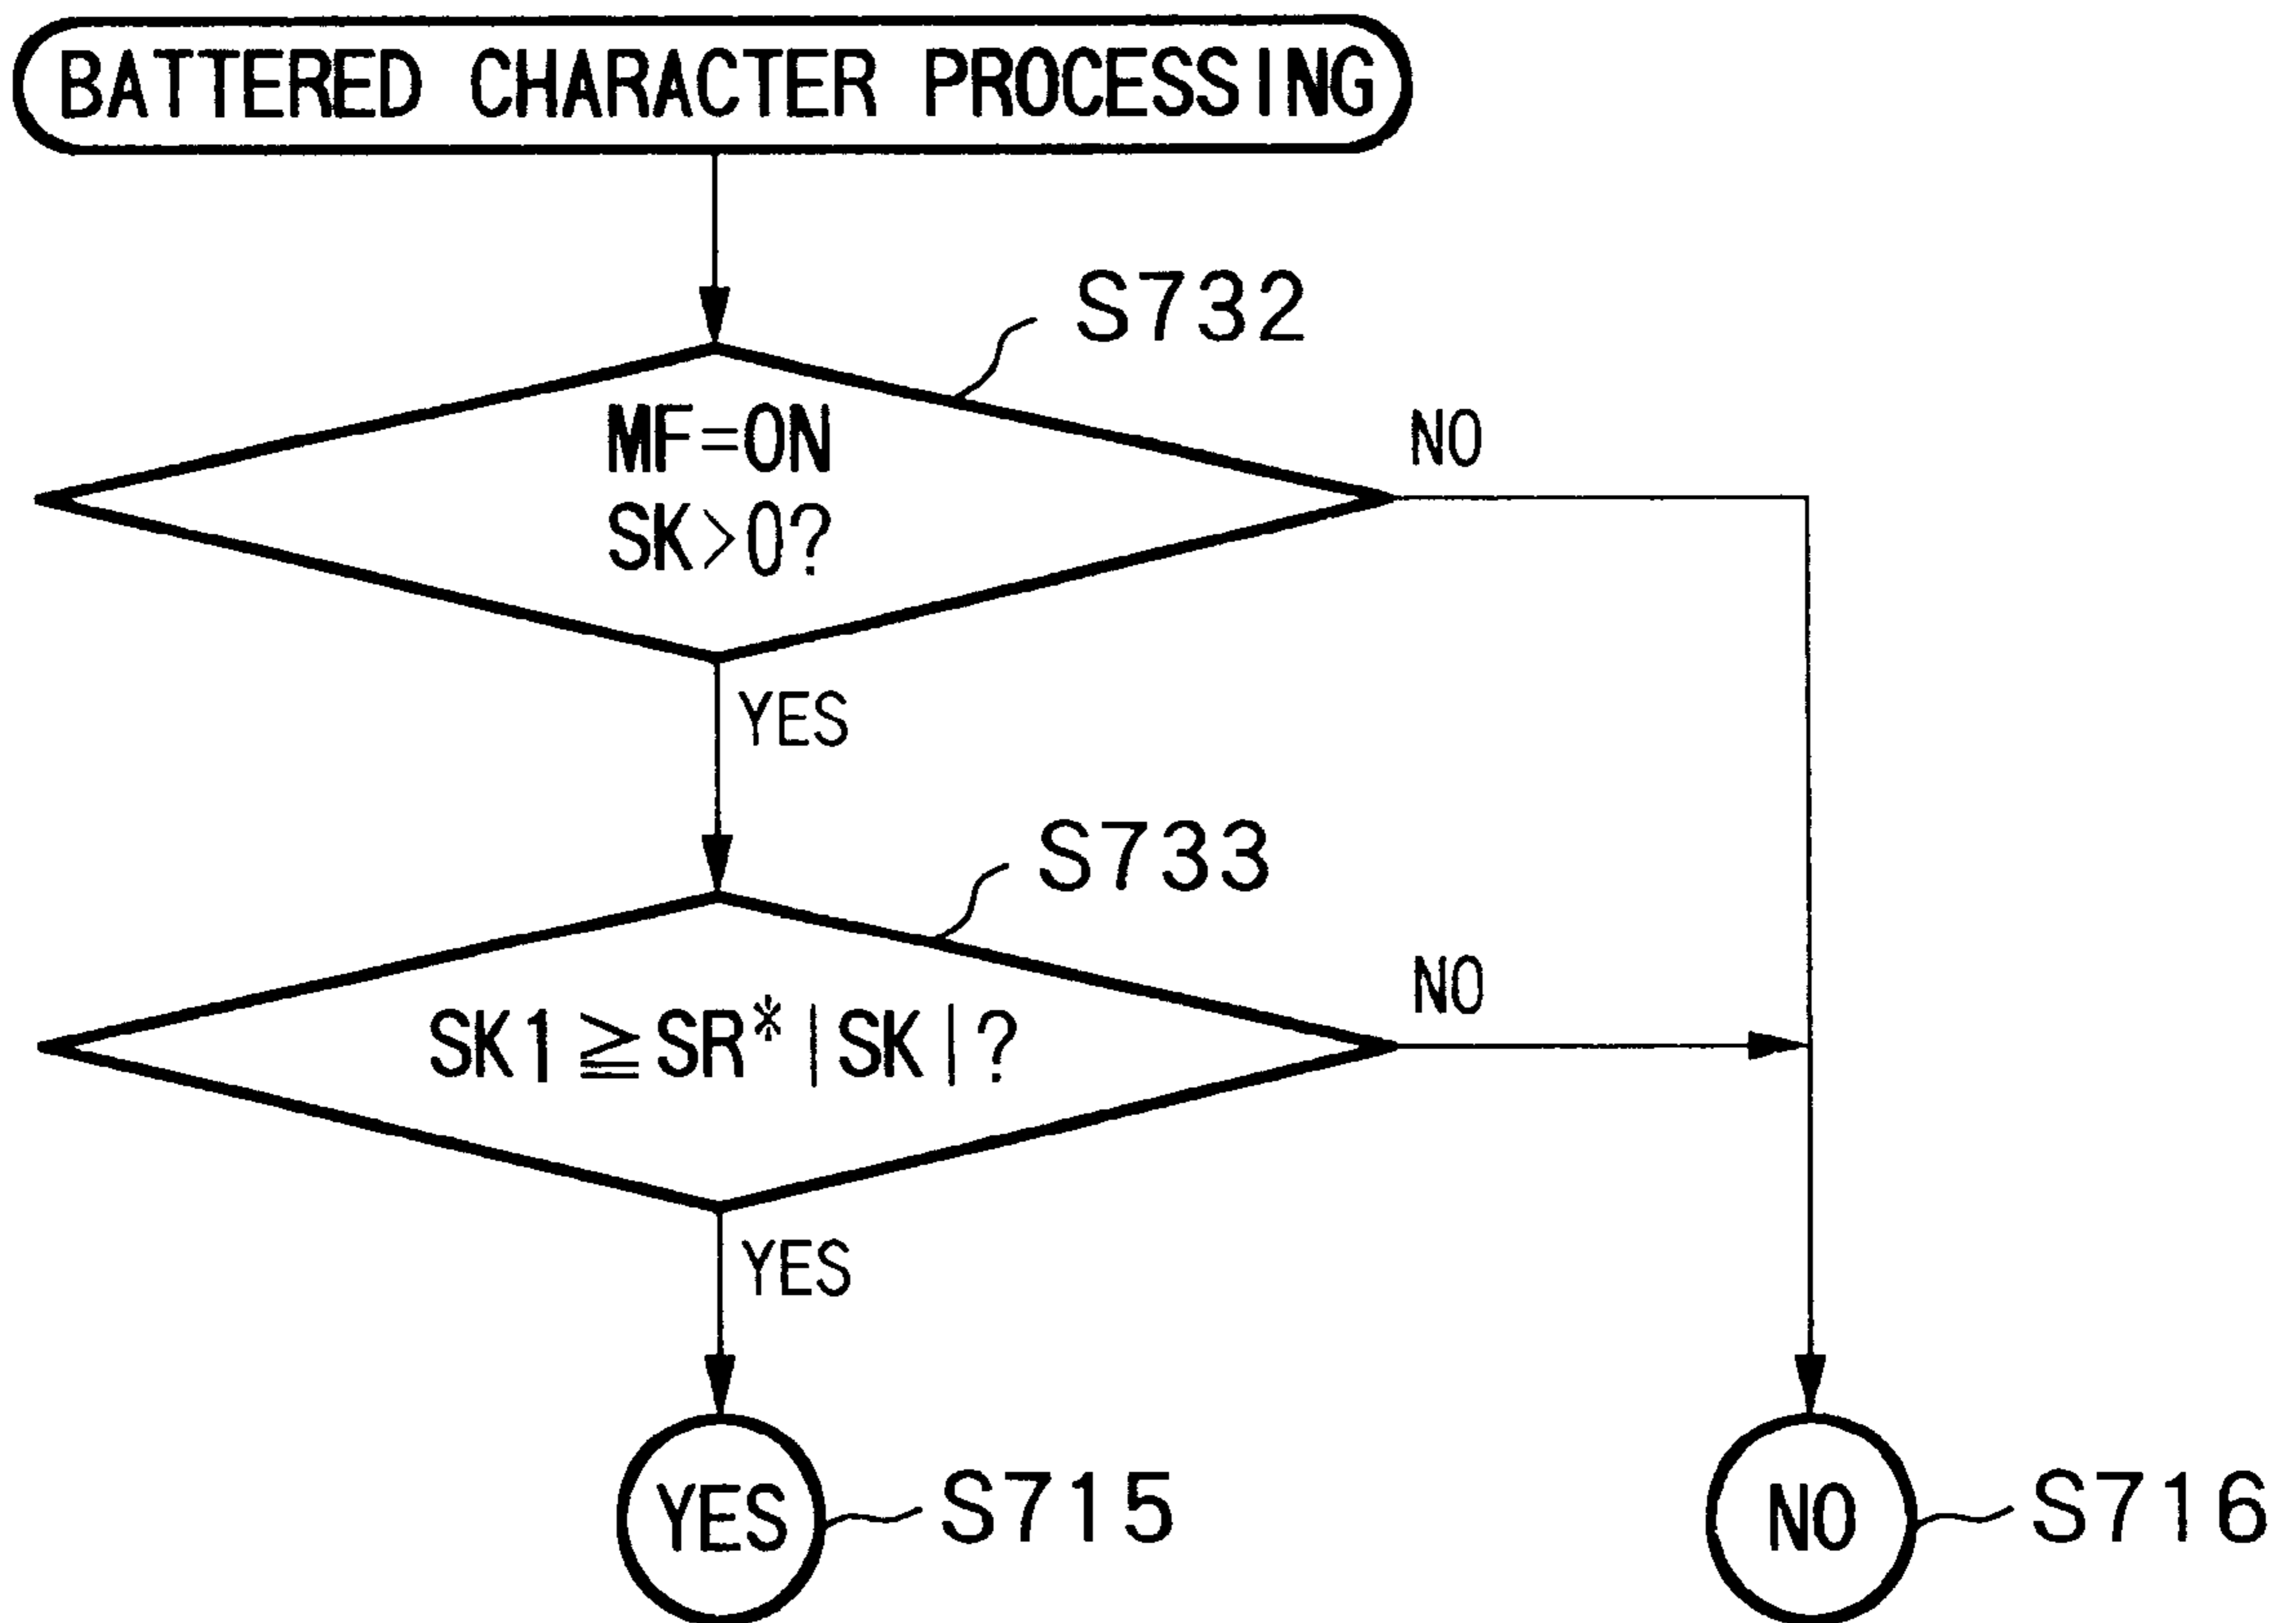 BATTERED CHARACTER PROCESSING
S732
MF=ON
SK>0?
NO
YES
S733
SK1≧SR*|SK|?
NO
YES
YES
S715
NO
S716